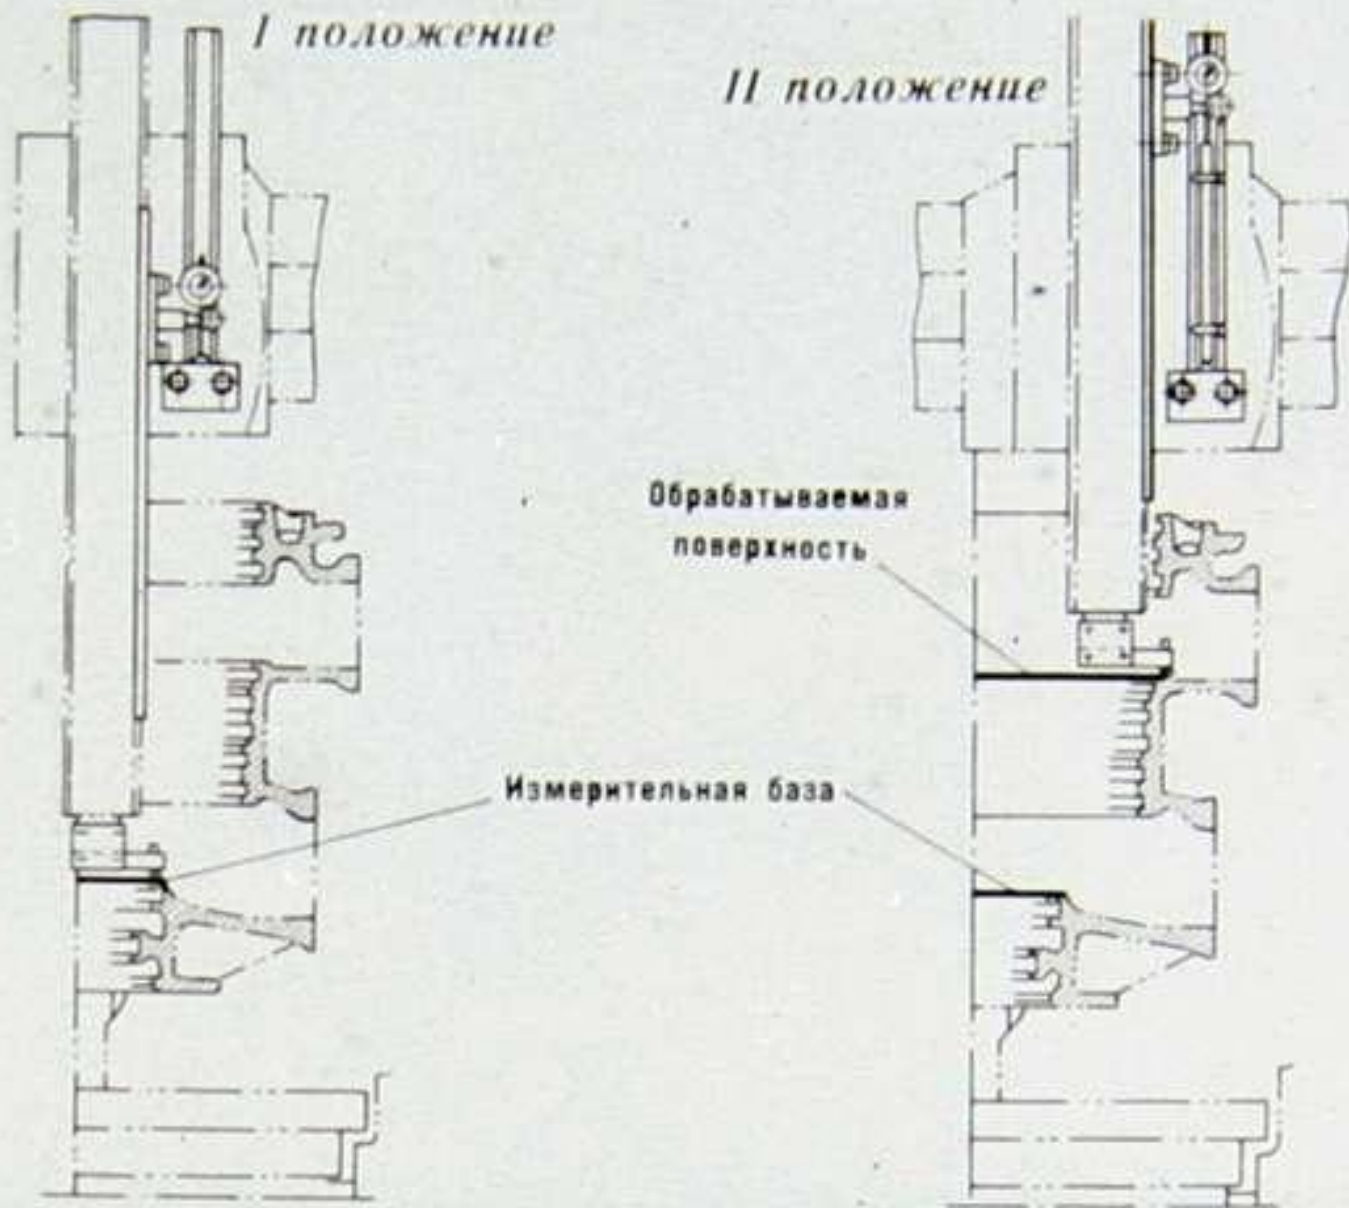 I положение
II положение
Обрабатываемая
поверхность
Измерительная база